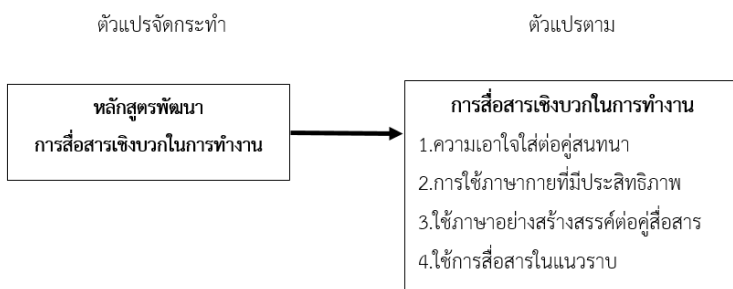 ตัวแปรจัดกระทำ
ตัวแปรตาม
หลักสูตรพัฒนา
การสื่อสารเชิงบวกในการทำงาน
การสื่อสารเชิงบวกในการทำงาน
1.ความเอาใจใส่ต่อคู่สนทนา
2.การใช้ภาษากายที่มีประสิทธิภาพ
3.ใช้ภาษาอย่างสร้างสรรค์ต่อคู่สื่อสาร
4.ใช้การสื่อสารในแนวราบ